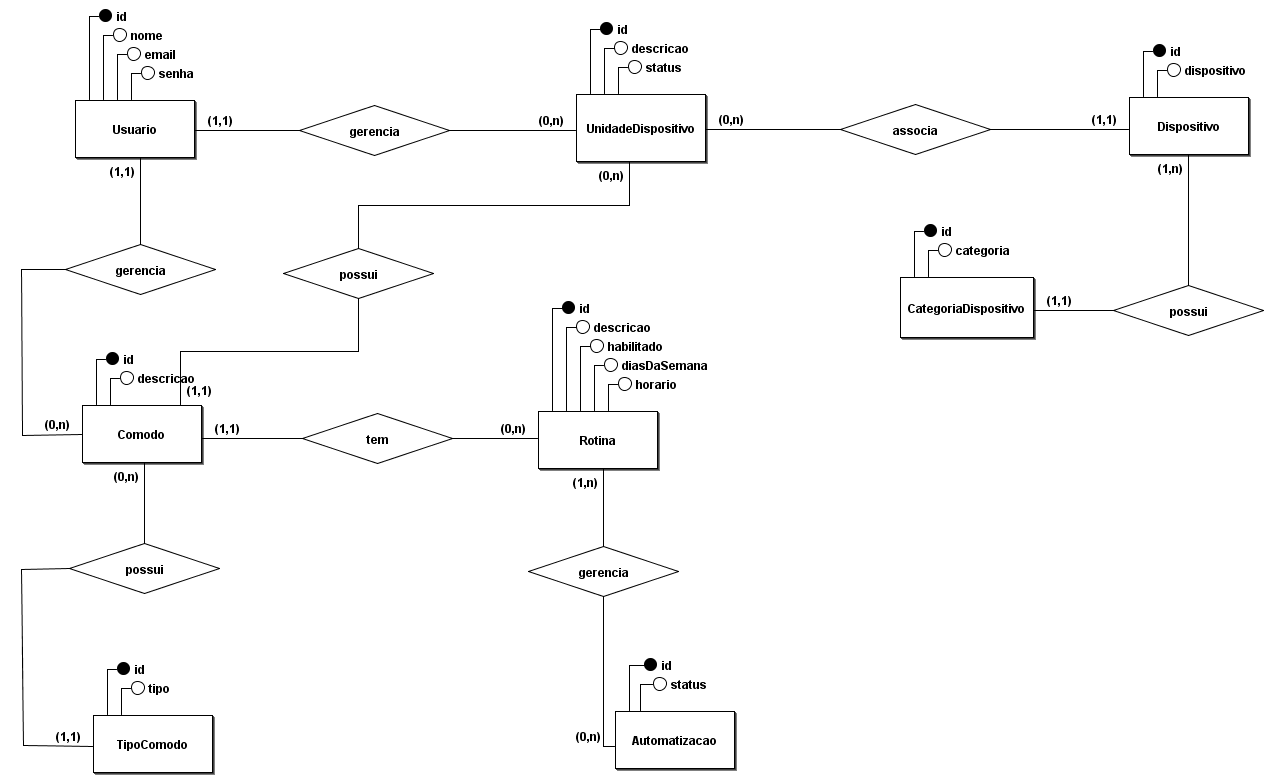 id
nome
email
senha
Usuario
(1,1)
gerencia
(0,n)
id
descricao
status
UnidadeDispositivo
(0,n)
associa
(1,1)
id
dispositivo
Dispositivo
(1,1)
(0,n)
(1,n)
gerencia
possui
id
categoria
CategoriaDispositivo
(1,1)
possui
id
descricao
(1,1)
(0,n)
Comodo
(1,1)
tem
(0,n)
id
descricao
habilitado
diasDaSemana
horario
Rotina
(0,n)
(1,n)
possui
gerencia
id
tipo
(1,1)
TipoComodo
id
status
(0,n)
Automatizacao